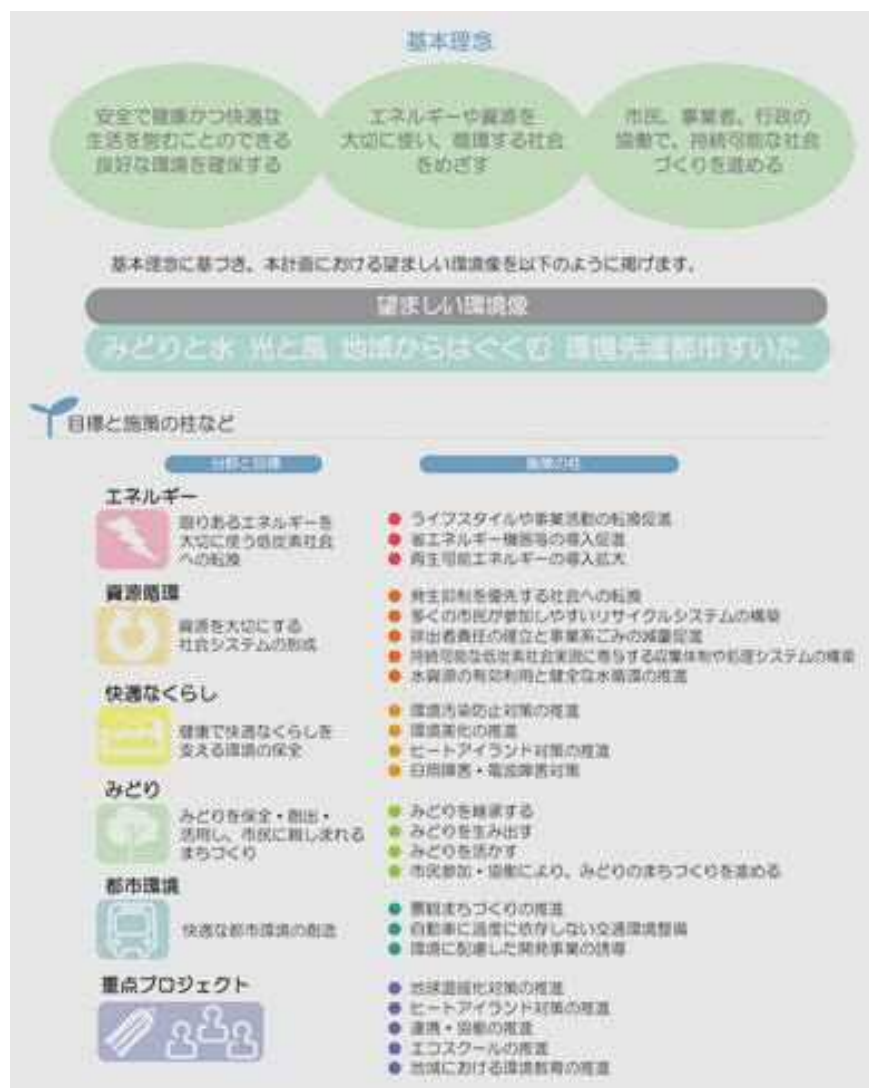 基本理念
安全で健康かつ快適な
生活を営むことのできる
良好な環境を確保する
エネルギーや資源を
大切に使い、循環する社会
をめざす
市民、事業者、行政の
協働で、持続可能な社会
づくりを進める
基本理念に基づき、本計画における望ましい環境像を以下のように掲げます。
望ましい環境像
みどりと水 光と風 地域からはぐくむ 環境先進都市すいた
目標と施策の柱など
分野と目標
施策の柱
エネルギー
限りあるエネルギーを
大切に使う低炭素社会
への転換
ライフスタイルや事業活動の転換促進
省エネルギー機器等の導入促進
再生可能エネルギーの導入拡大
資源循環
資源を大切にする
社会システムの形成
発生抑制を優先する社会への転換
多くの市民が参加しやすいリサイクルシステムの構築
排出者責任の確立と事業系ごみの減量促進
持続可能な低炭素社会実現に寄与する収集体制や処理システムの構築
水資源の有効利用と健全な水循環の推進
快適なくらし
健康で快適なくらしを
支える環境の保全
環境汚染防止対策の推進
環境美化の推進
ヒートアイランド対策の推進
日照障害・電波障害対策
みどり
みどりを保全・創出・
活用し、市民に親しまれる
まちづくり
みどりを継承する
みどりを生み出す
みどりを活かす
市民参加・協働により、みどりのまちづくりを進める
都市環境
快適な都市環境の創造
景観まちづくりの推進
自動車に過度に依存しない交通環境整備
環境に配慮した開発事業の誘導
重点プロジェクト
地球温暖化対策の推進
ヒートアイランド対策の推進
連携・協働の推進
エコスクールの推進
地域における環境教育の推進